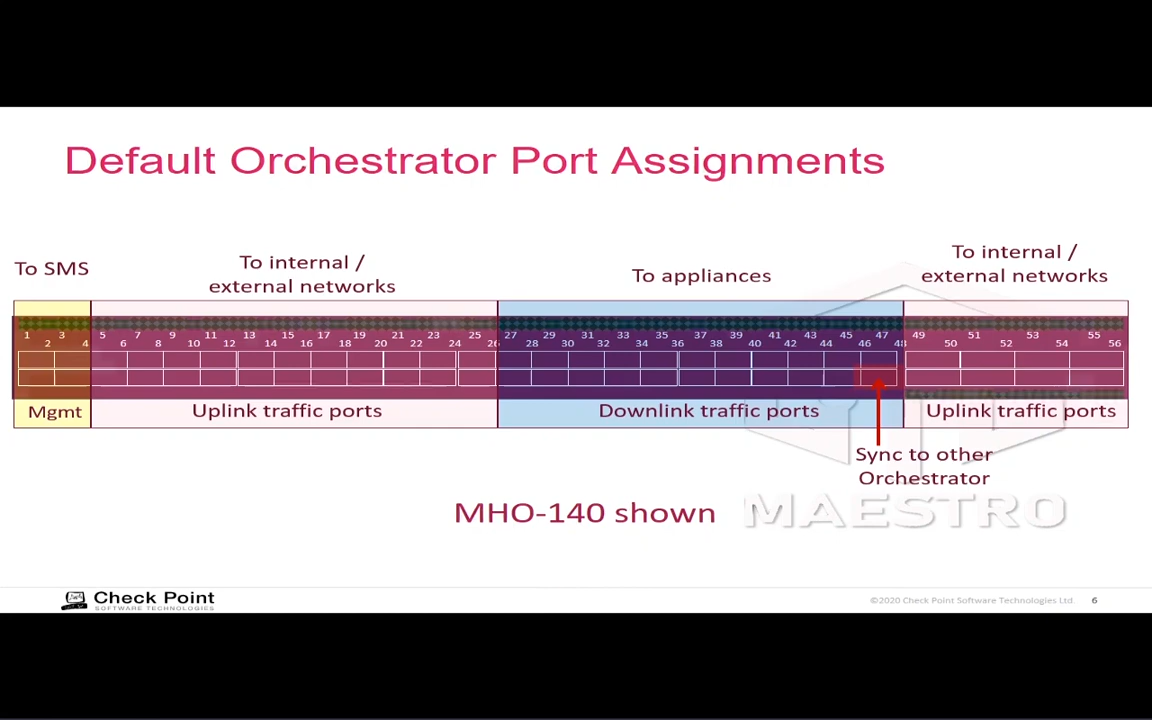 Default Orchestrator Port Assignments
To SMS
To internal /
external networks
To appliances
To internal /
external networks
1 3 5 7 9 11 13 15 17 19 21 23 25 27 29 31 33 35 37 39 41 43 45 47 49 51 53 55
2 4 6 8 10 12 14 16 18 20 22 24 26 28 30 32 34 36 38 40 42 44 46 48 50 52 54 56
Mgmt
Uplink traffic ports
Downlink traffic ports
Uplink traffic ports
Sync to other
Orchestrator
MHO-140 shown
MAESTRO
Check Point
SOFTWARE TECHNOLOGIES
©2020 Check Point Software Technologies Ltd.
6